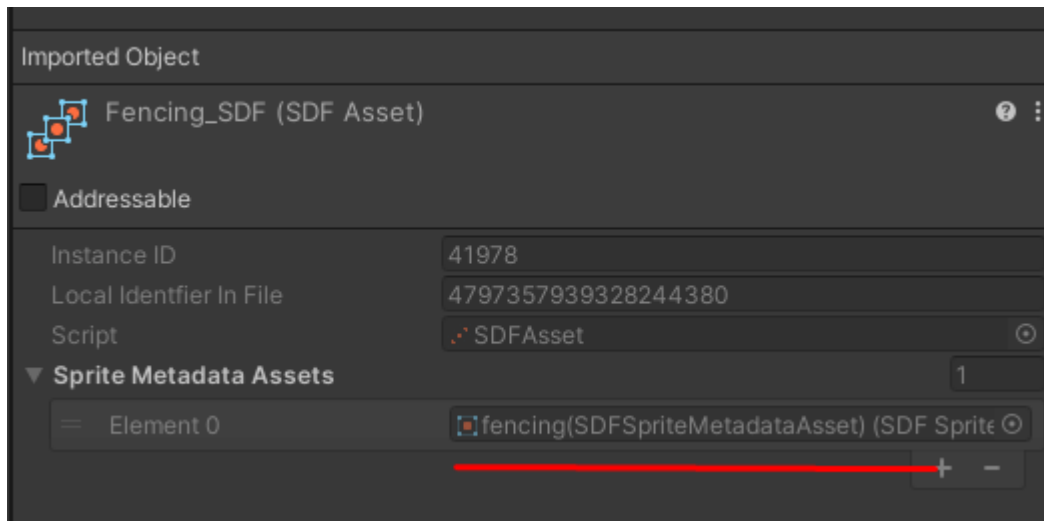 Imported Object
Fencing_SDF (SDF Asset)
Addressable
Instance ID 41978
Local Identfier In File 4797357939328244380
Script SDFAsset
Sprite Metadata Assets 1
Element 0 fencing(SDFSpriteMetadataAsset) (SDF Sprite